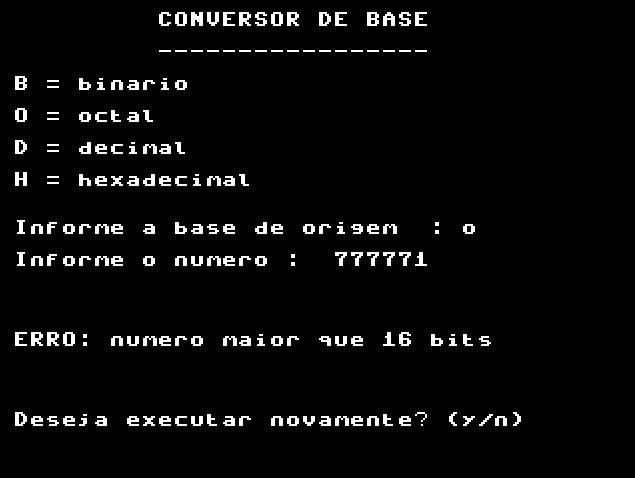 CONVERSOR DE BASE
-----------------
B = binario
O = octal
D = decimal
H = hexadecimal
Informe a base de origem : o
Informe o numero : 777771
ERRO: numero maior que 16 bits
Deseja executar novamente? (y/n)